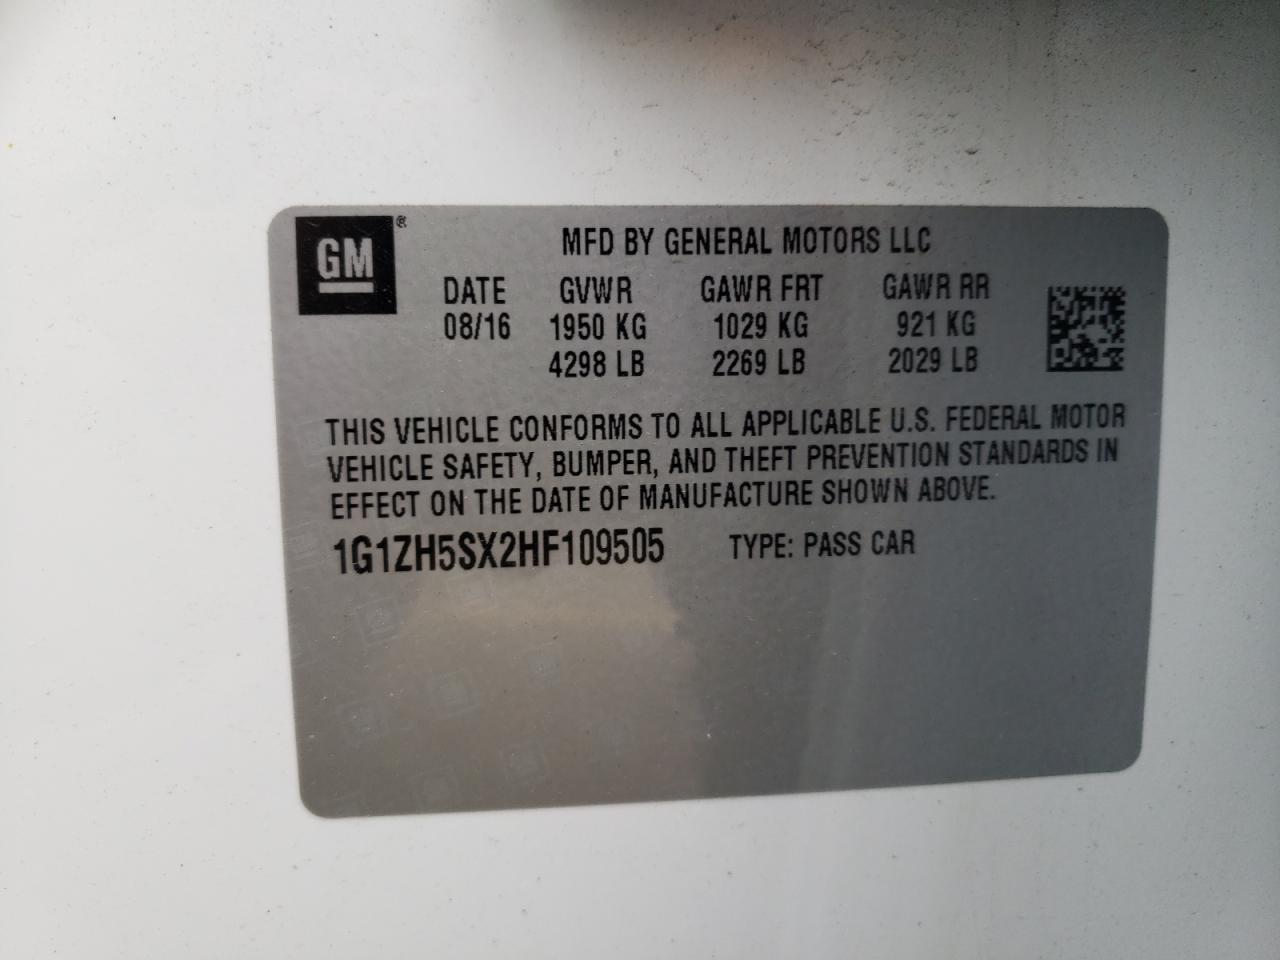 GM ®
MFD BY GENERAL MOTORS LLC
DATE GVWR GAWR FRT GAWR RR
08/16 1950 KG 1029 KG 921 KG
4298 LB 2269 LB 2029 LB
THIS VEHICLE CONFORMS TO ALL APPLICABLE U.S. FEDERAL MOTOR
VEHICLE SAFETY, BUMPER, AND THEFT PREVENTION STANDARDS IN
EFFECT ON THE DATE OF MANUFACTURE SHOWN ABOVE.
1G1ZH5SX2HF109505 TYPE: PASS CAR